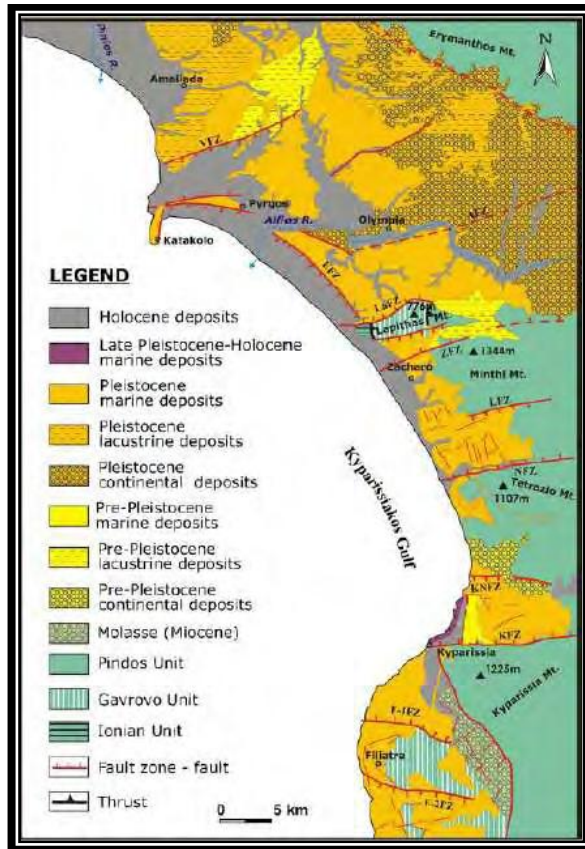 Erymanthos Mt.
N
Amaliada
VFZ
Pyrgos
Alfios R.
Olympia
AFZ
Katakolo
EFZ
LSFZ
776m
Lapithas Mt.
ZFZ
1344m
Minthi Mt.
Zacharo
LFZ
NFZ
Tetrazio Mt.
1107m
Kyparissiakos Gulf
KNFZ
KFZ
Kyparissia
1225m
Kyparissia Mt.
F-1FZ
Filiatra
F-2FZ
LEGEND
Holocene deposits
Late Pleistocene-Holocene
marine deposits
Pleistocene
marine deposits
Pleistocene
lacustrine deposits
Pleistocene
continental deposits
Pre-Pleistocene
marine deposits
Pre-Pleistocene
lacustrine deposits
Pre-Pleistocene
continental deposits
Molasse (Miocene)
Pindos Unit
Gavrovo Unit
Ionian Unit
Fault zone - fault
Thrust
0 5 km